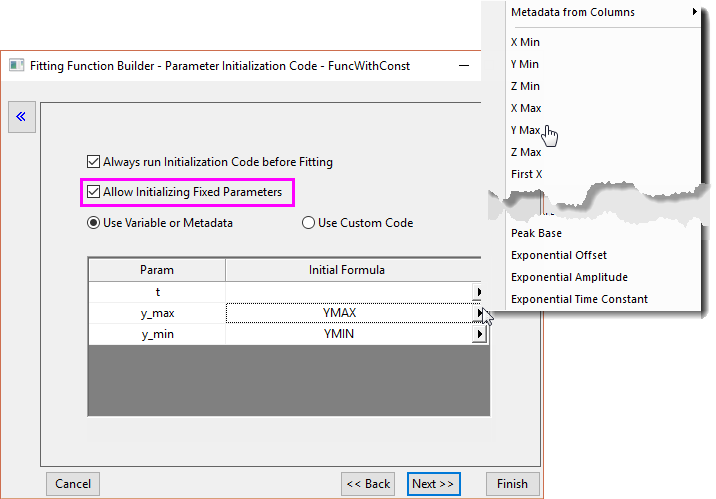 Metadata from Columns
X Min
Y Min
Z Min
X Max
Y Max
Z Max
First X
Peak Base
Exponential Offset
Exponential Amplitude
Exponential Time Constant
Fitting Function Builder - Parameter Initialization Code - FuncWithConst
Always run Initialization Code before Fitting
Allow Initializing Fixed Parameters
Use Variable or Metadata Use Custom Code
Param Initial Formula
t
y_max YMAX
y_min YMIN
Cancel << Back Next >> Finish